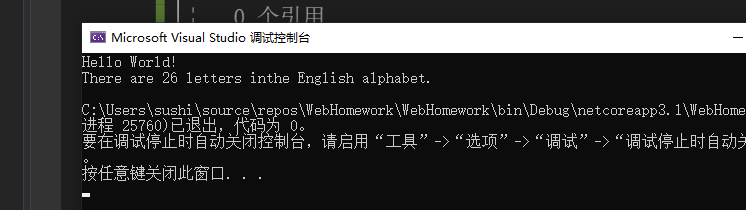 0 个引用
Microsoft Visual Studio 调试控制台
Hello World!
There are 26 letters inthe English alphabet.
C:\Users\sushi\source\repos\WebHomework\WebHomework\bin\Debug\netcoreapp3.1\WebHome
进程 25760)已退出，代码为 0。
要在调试停止时自动关闭控制台，请启用“工具”->“选项”->“调试”->“调试停止时自动关
。
按任意键关闭此窗口. . .